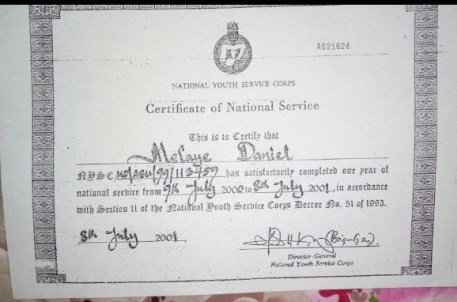 A621624
NATIONAL YOUTH SERVICE CORPS
Certificate of National Service
This is to Certify that
Melaye Daniel
has satisfactorily completed one year of
national service from 9th July 2000 to 8th July 2001, in accordance
with Section 11 of the National Youth Service Corps Decree No. 51 of 1993.
8th July 2001
Director-General
National Youth Service Corps